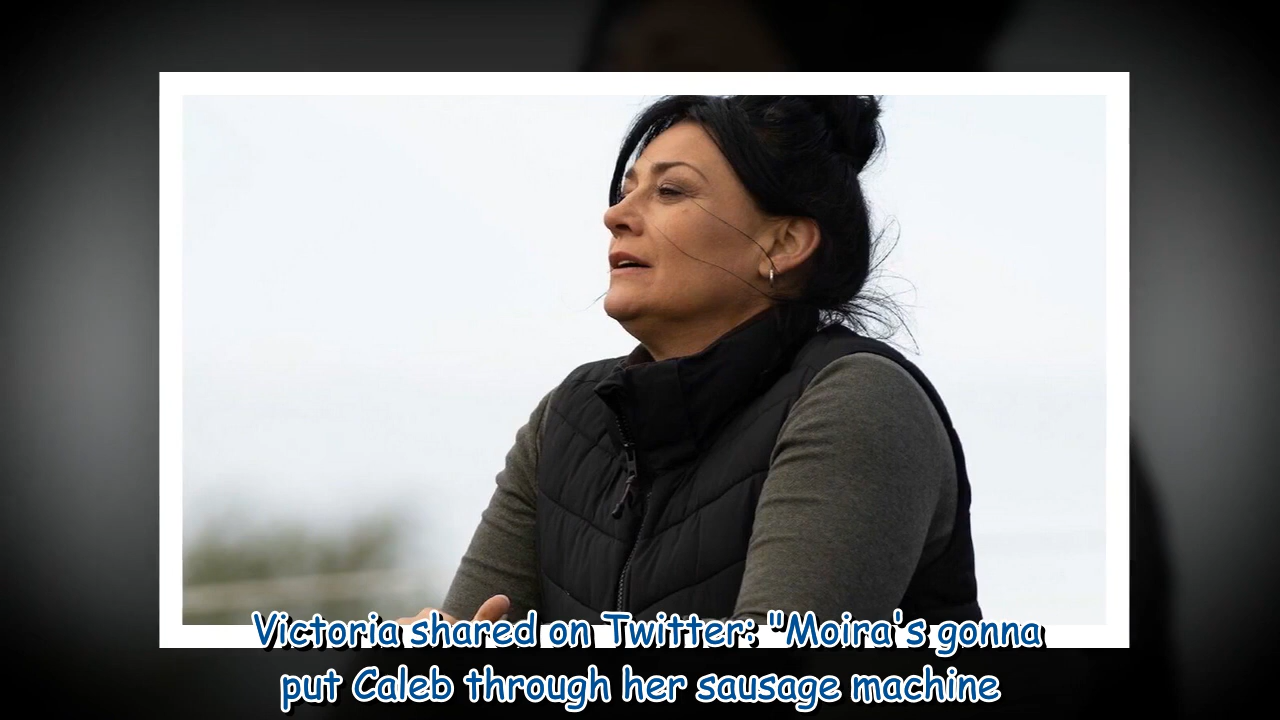 Victoria shared on Twitter: "Moira's gonna
put Caleb through her sausage machine